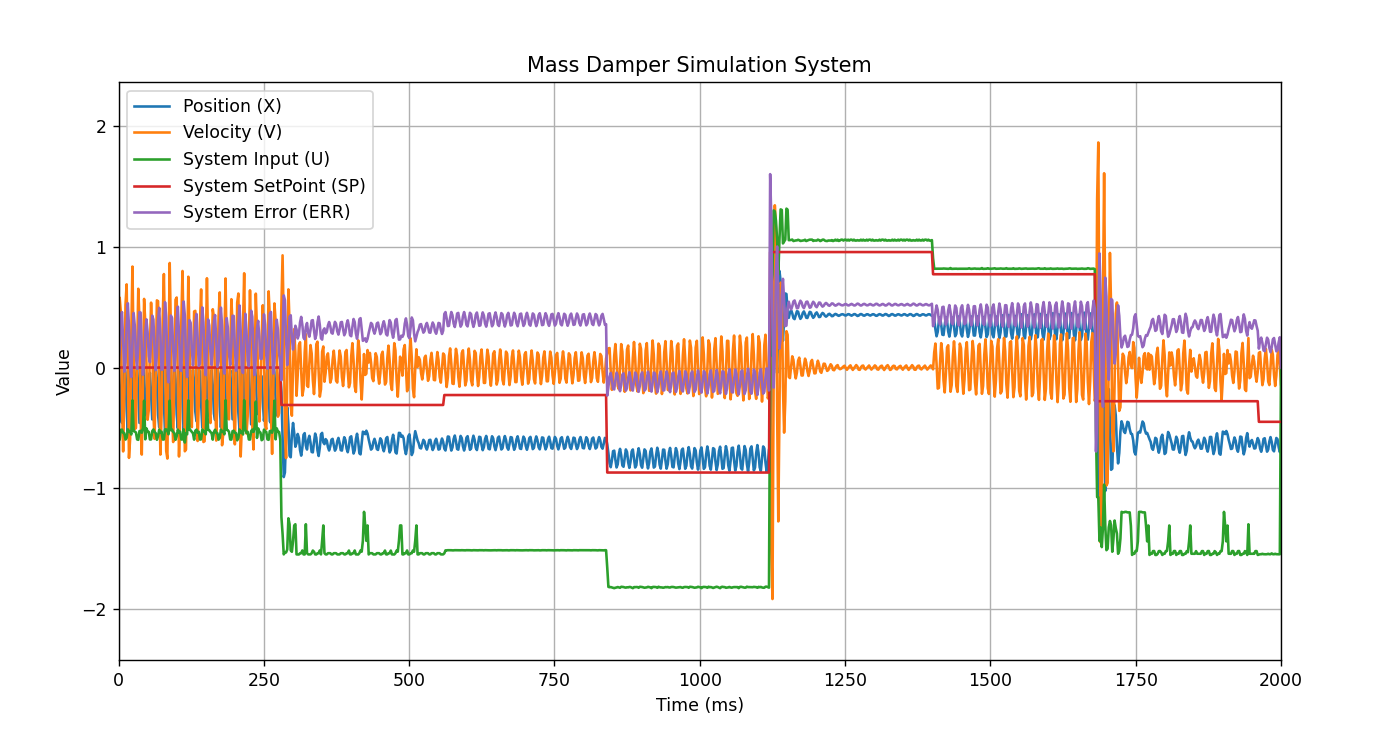 Mass Damper Simulation System
Position (X)
Velocity (V)
System Input (U)
System SetPoint (SP)
System Error (ERR)
2
1
0
−1
−2
Value
0 250 500 750 1000 1250 1500 1750 2000
Time (ms)